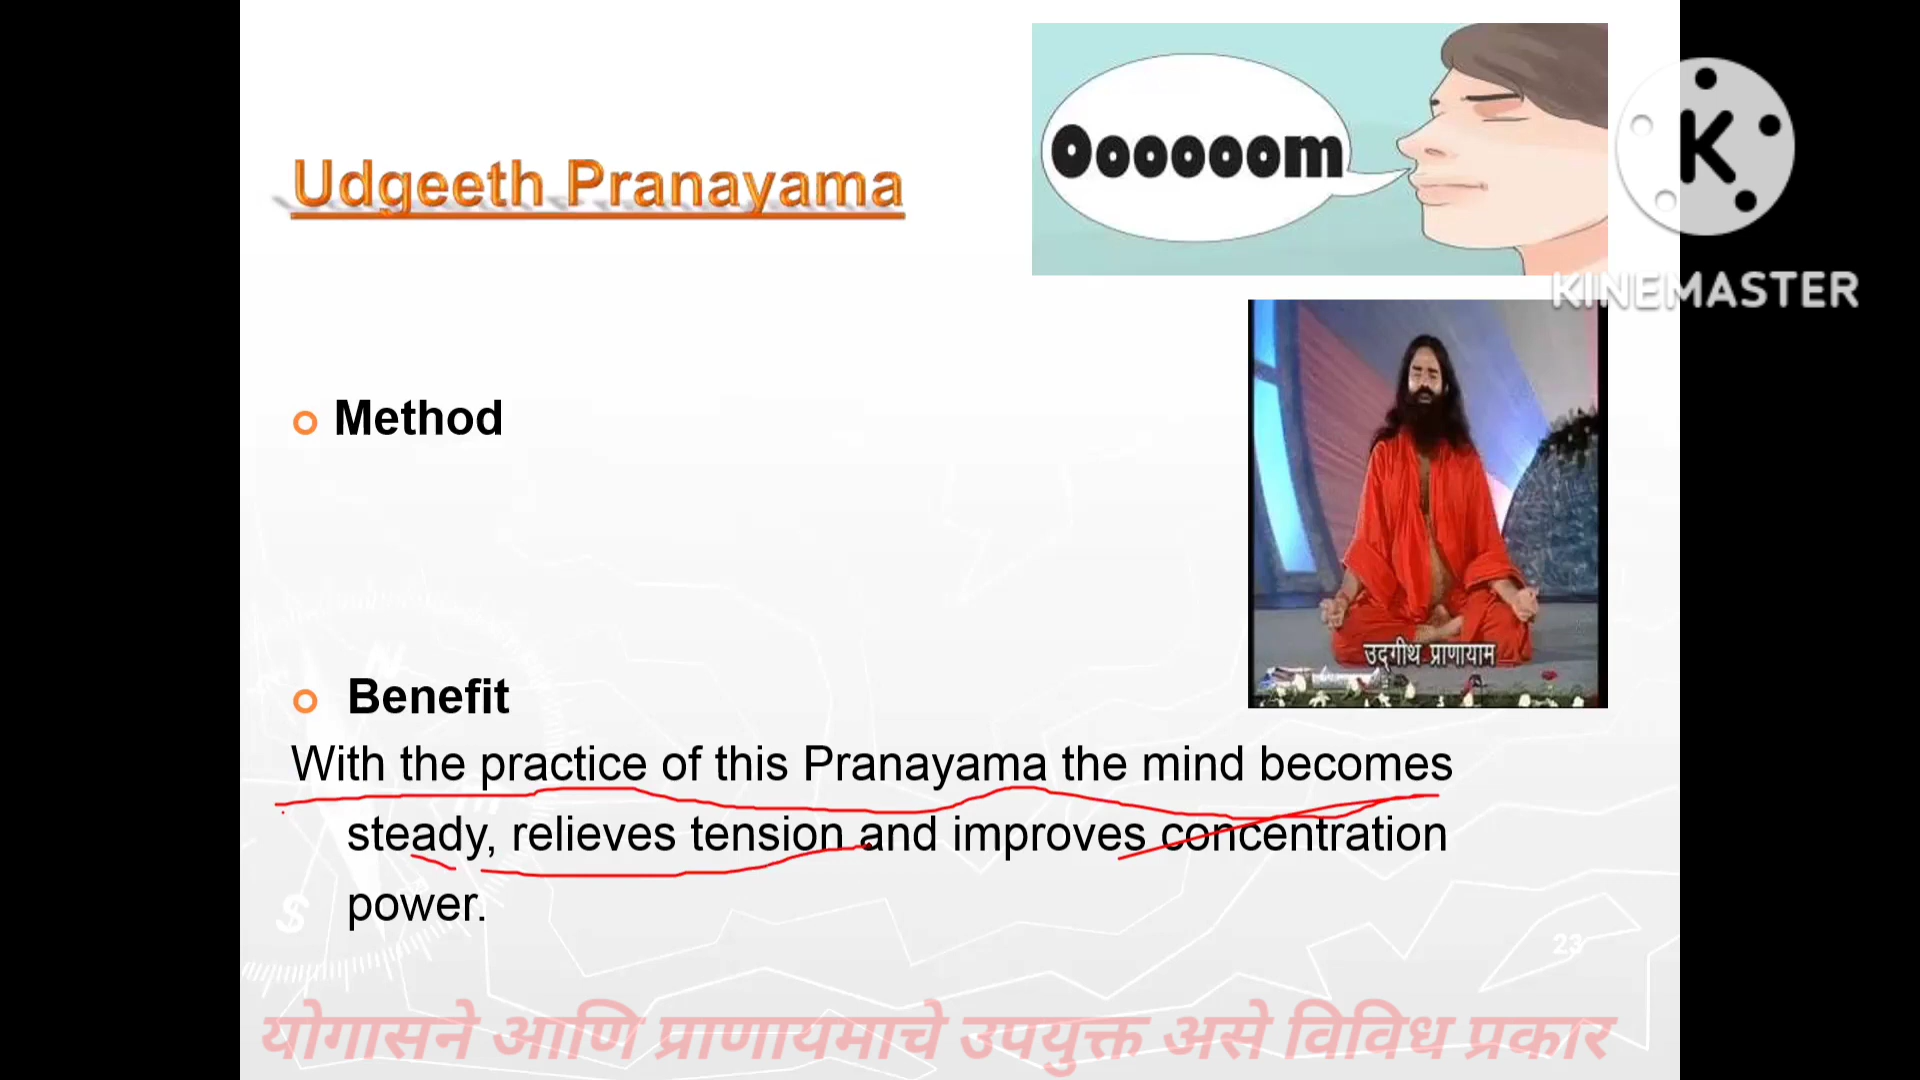 Oooooom
K
KINEMASTER
Udgeeth Pranayama
Method
उद्गीथ प्राणायाम
Benefit
With the practice of this Pranayama the mind becomes
steady, relieves tension and improves concentration
power.
N
E
S
23
योगासने आणि प्राणायमाचे उपयुक्त असे विविध प्रकार